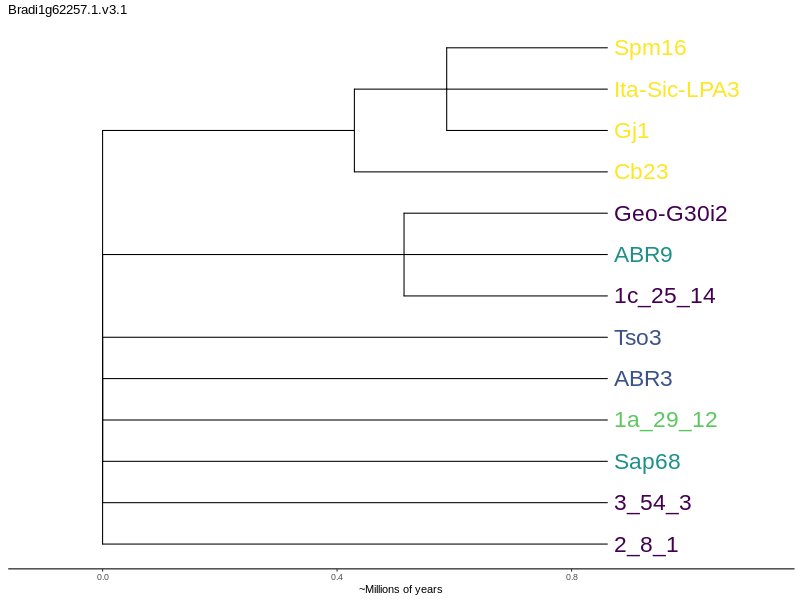 Bradi1g62257.1.v3.1
Spm16
Ita-Sic-LPA3
Gj1
Cb23
Geo-G30i2
ABR9
1c_25_14
Tso3
ABR3
1a_29_12
Sap68
3_54_3
2_8_1
0.0 0.4 0.8
~Millions of years